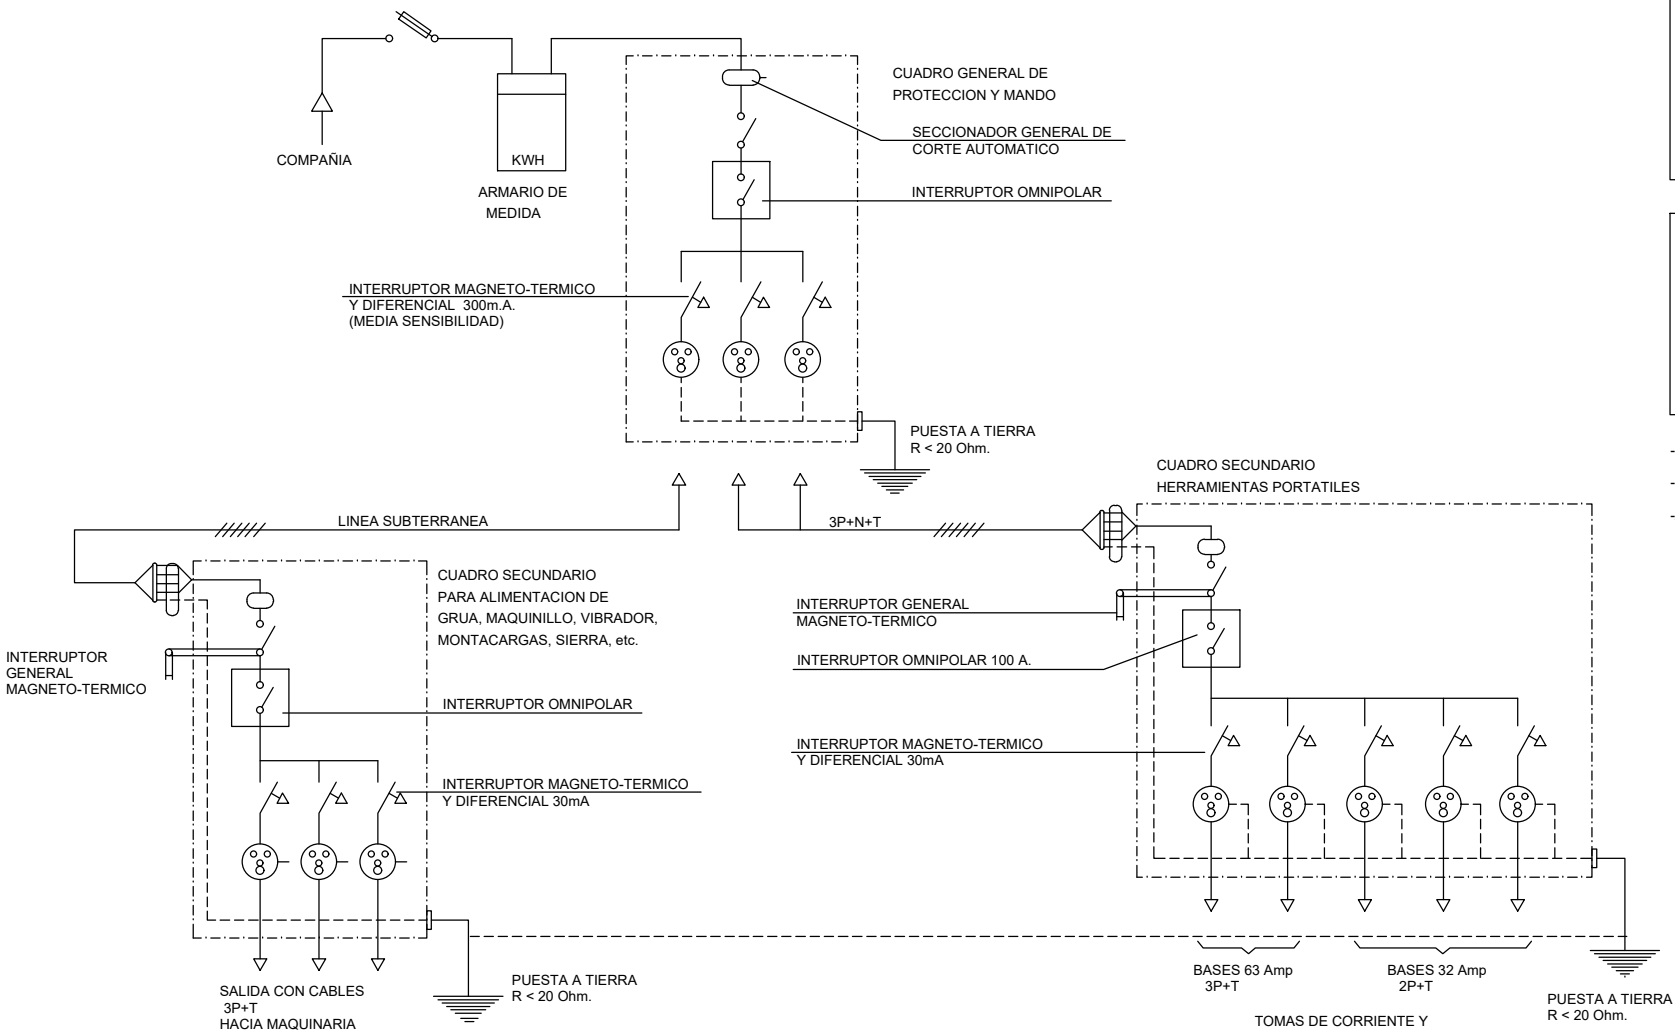 COMPAÑIA
KWH
ARMARIO DE
MEDIDA
CUADRO GENERAL DE
PROTECCION Y MANDO
SECCIONADOR GENERAL DE
CORTE AUTOMATICO
INTERRUPTOR OMNIPOLAR
INTERRUPTOR MAGNETO-TERMICO
Y DIFERENCIAL 300m.A.
(MEDIA SENSIBILIDAD)
PUESTA A TIERRA
R < 20 Ohm.
LINEA SUBTERRANEA
3P+N+T
CUADRO SECUNDARIO
HERRAMIENTAS PORTATILES
CUADRO SECUNDARIO
PARA ALIMENTACION DE
GRUA, MAQUINILLO, VIBRADOR,
MONTACARGAS, SIERRA, etc.
INTERRUPTOR
GENERAL
MAGNETO-TERMICO
INTERRUPTOR OMNIPOLAR
INTERRUPTOR MAGNETO-TERMICO
Y DIFERENCIAL 30mA
SALIDA CON CABLES
3P+T
HACIA MAQUINARIA
PUESTA A TIERRA
R < 20 Ohm.
INTERRUPTOR GENERAL
MAGNETO-TERMICO
INTERRUPTOR OMNIPOLAR 100 A.
INTERRUPTOR MAGNETO-TERMICO
Y DIFERENCIAL 30mA
BASES 63 Amp
3P+T
BASES 32 Amp
2P+T
TOMAS DE CORRIENTE Y
PUESTA A TIERRA
R < 20 Ohm.